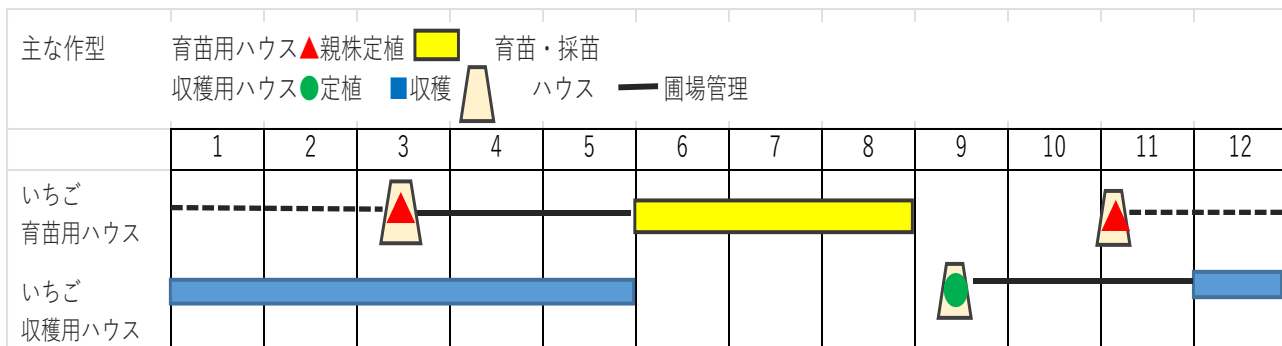 主な作型 育苗用ハウス▲親株定植 育苗・採苗
収穫用ハウス●定植 ■収穫 ハウス 圃場管理
1 2 3 4 5 6 7 8 9 10 11 12
いちご
育苗用ハウス
いちご
収穫用ハウス